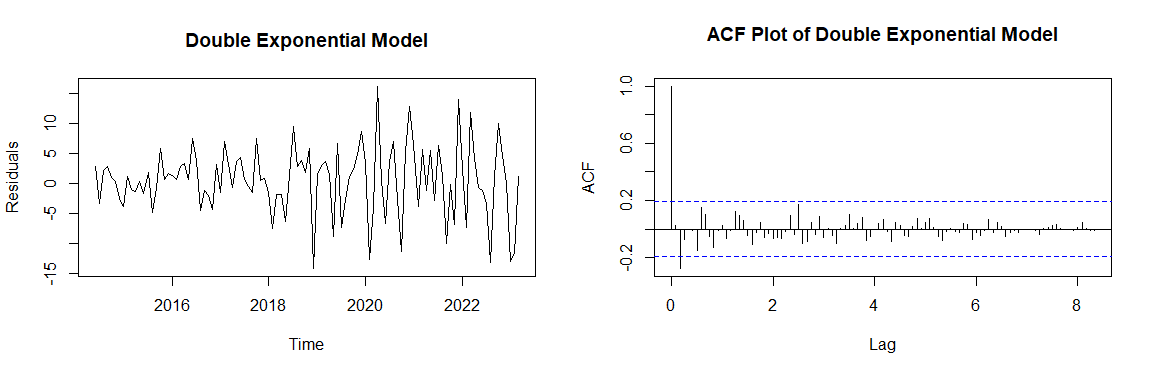 Double Exponential Model
Residuals
10
5
0
-5
-15
2016 2018 2020 2022
Time
ACF Plot of Double Exponential Model
ACF
1.0
0.6
0.2
-0.2
0 2 4 6 8
Lag